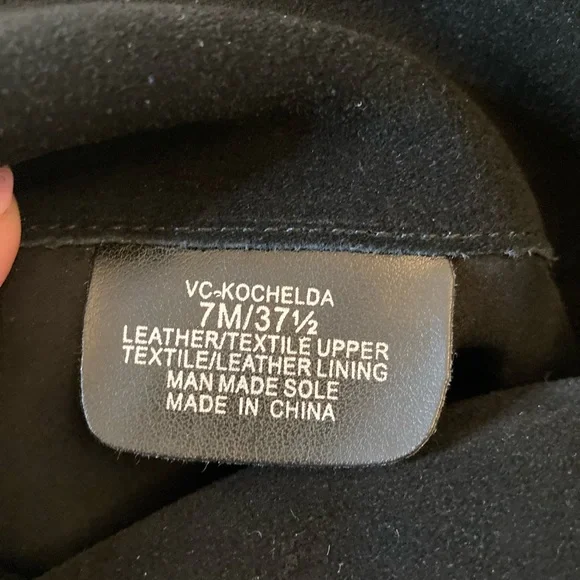 VC-KOCHELDA
7M/37½
LEATHER/TEXTILE UPPER
TEXTILE/LEATHER LINING
MAN MADE SOLE
MADE IN CHINA